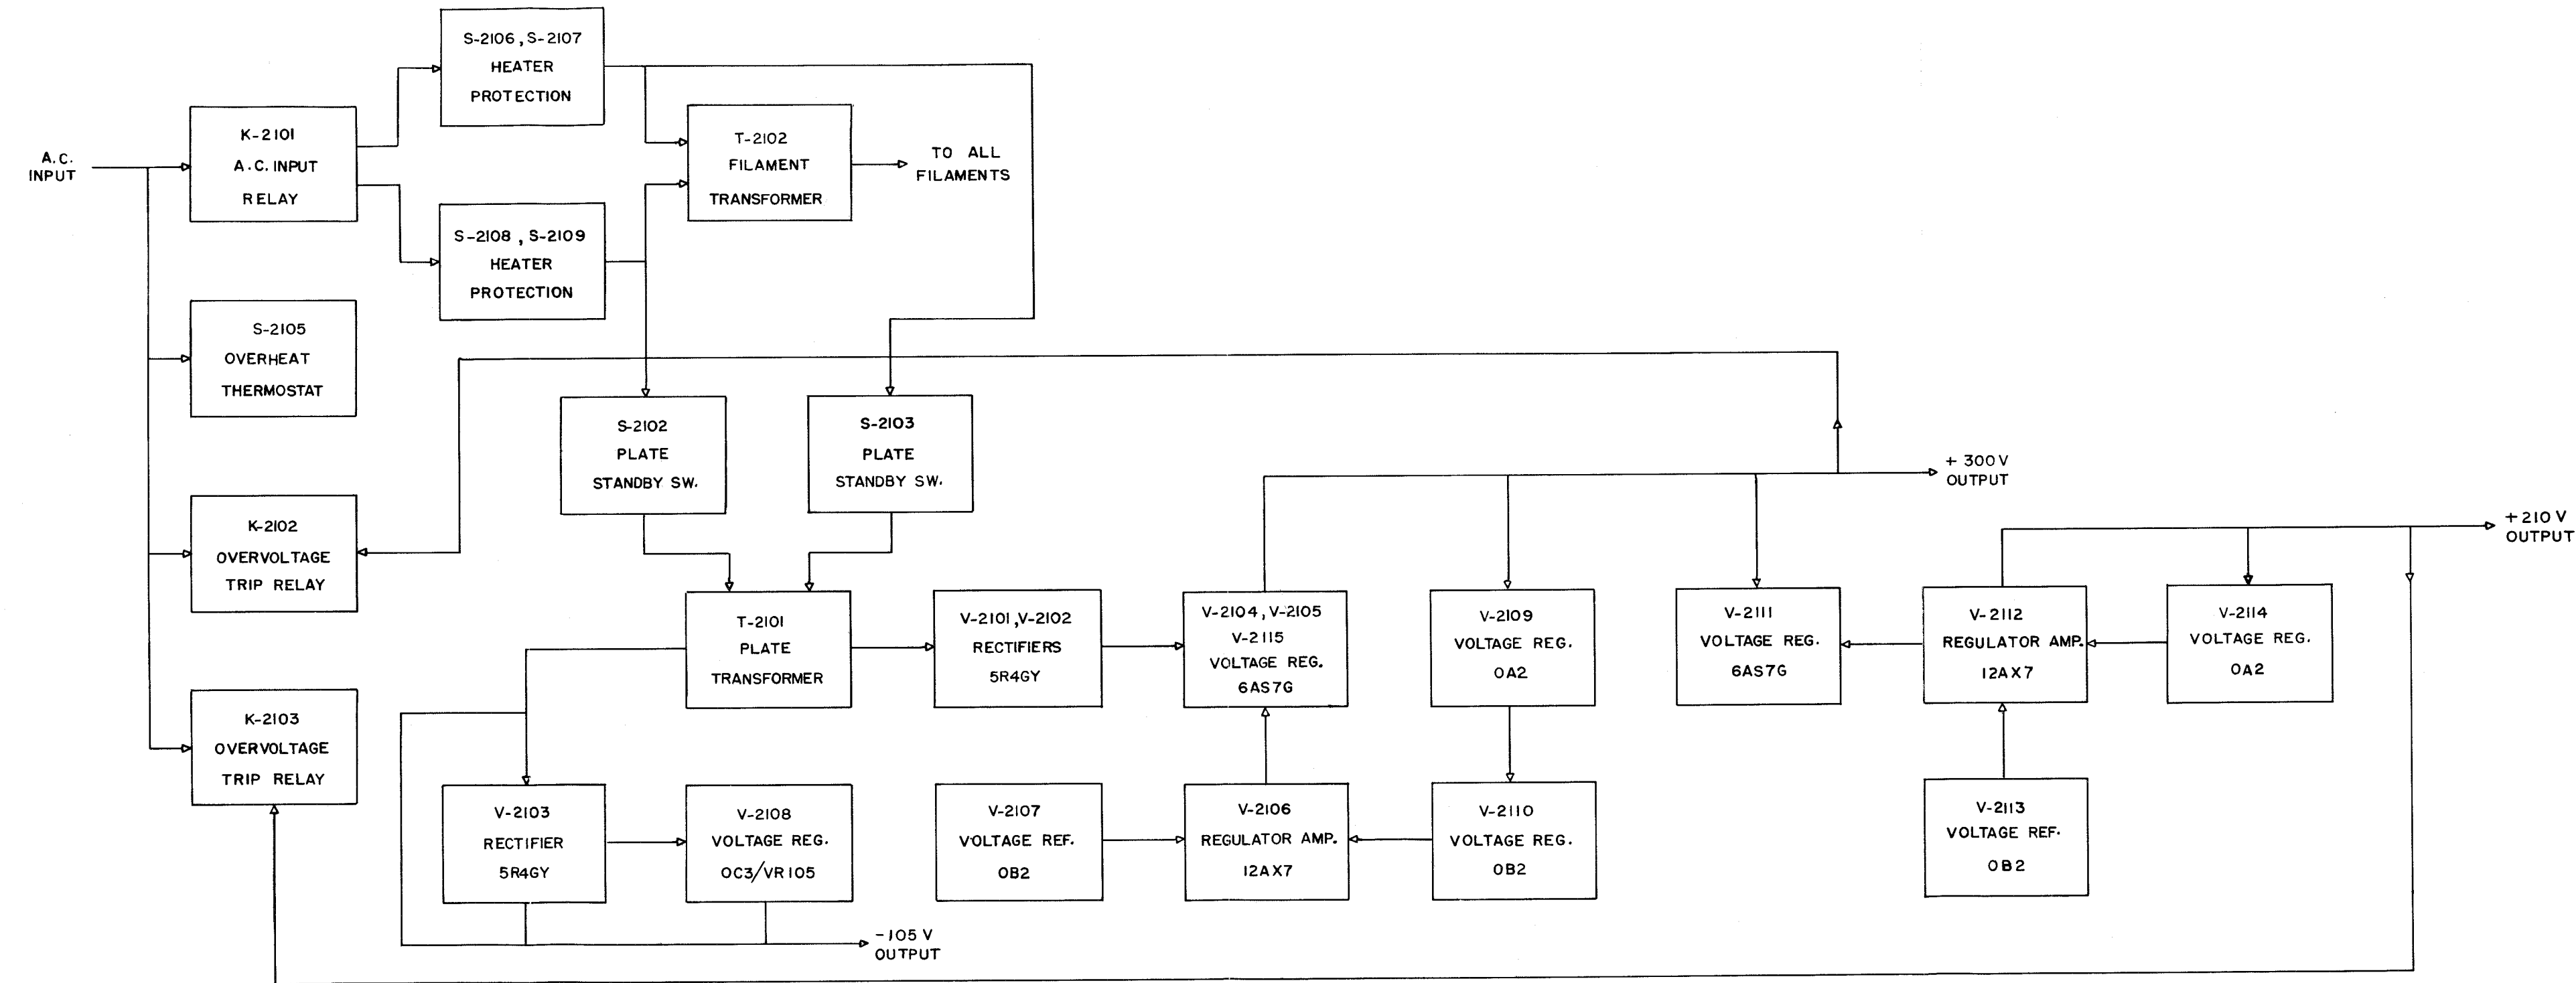 A.C.
INPUT
K-2101
A.C. INPUT
RELAY
S-2106, S-2107
HEATER
PROTECTION
S-2108, S-2109
HEATER
PROTECTION
T-2102
FILAMENT
TRANSFORMER
TO ALL
FILAMENTS
S-2105
OVERHEAT
THERMOSTAT
K-2102
OVERVOLTAGE
TRIP RELAY
K-2103
OVERVOLTAGE
TRIP RELAY
S-2102
PLATE
STANDBY SW.
S-2103
PLATE
STANDBY SW.
T-2101
PLATE
TRANSFORMER
V-2101, V-2102
RECTIFIERS
5R4GY
V-2104, V-2105
V-2115
VOLTAGE REG.
6AS7G
V-2109
VOLTAGE REG.
OA2
V-2111
VOLTAGE REG.
6AS7G
V-2112
REGULATOR AMP.
12AX7
V-2114
VOLTAGE REG.
OA2
+ 300V
OUTPUT
+210 V
OUTPUT
V-2103
RECTIFIER
5R4GY
V-2108
VOLTAGE REG.
OC3/VR105
V-2107
VOLTAGE REF.
OB2
V-2106
REGULATOR AMP.
12AX7
V-2110
VOLTAGE REG.
OB2
V-2113
VOLTAGE REF.
OB2
-105 V
OUTPUT